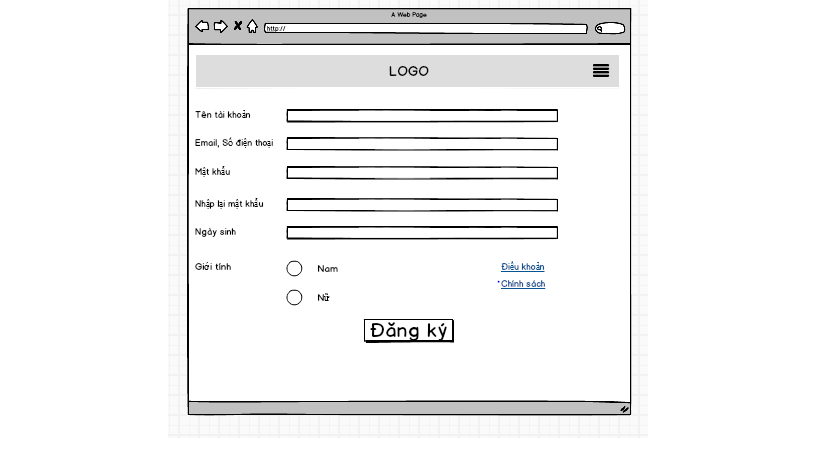 A Web Page
http://
LOGO
Tên tài khoản
Email, Số điện thoại
Mật khẩu
Nhập lại mật khẩu
Ngày sinh
Giới tính
Nam
Điều khoản
*Chính sách
Nữ
Đăng ký